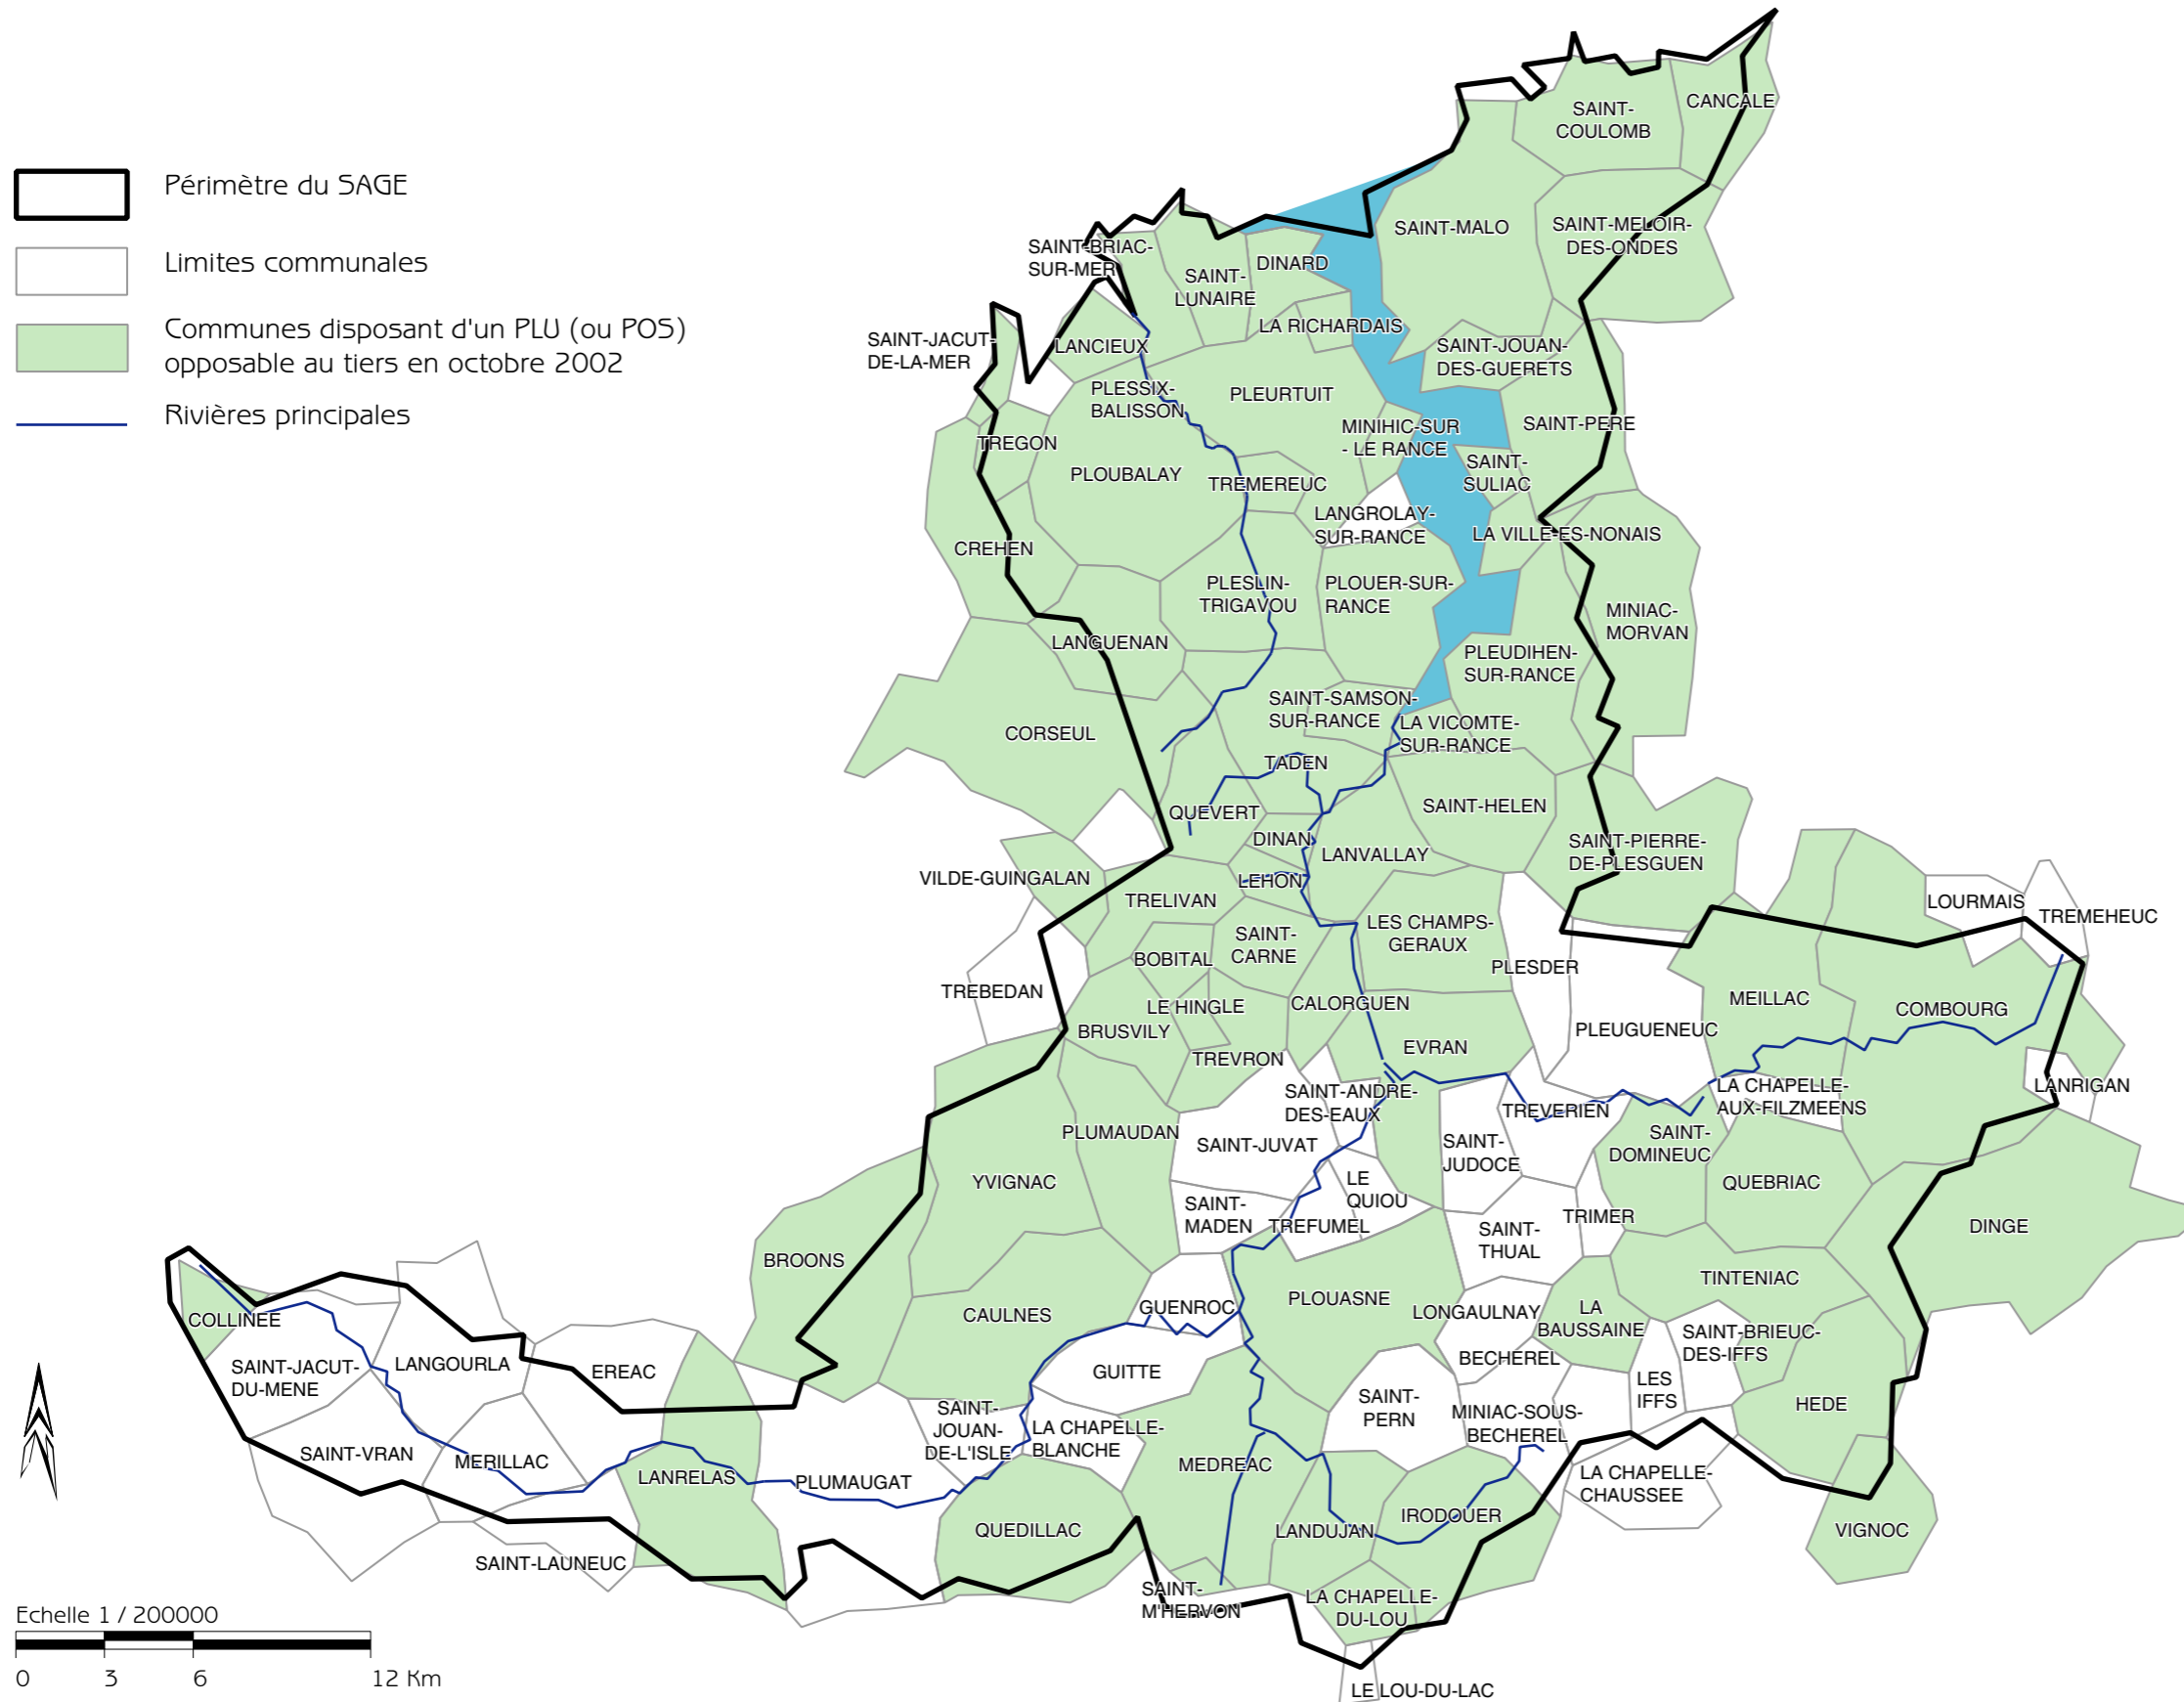 Périmètre du SAGE
Limites communales
Communes disposant d'un PLU (ou POS)
opposable au tiers en octobre 2002
Rivières principales
SAINT-
COULOMB
CANCALE
SAINT-MALO
SAINT-MELOIR-
DES-ONDES
SAINT-BRIAC-
SUR-MER
SAINT-
LUNAIRE
DINARD
LA RICHARDAIS
SAINT-JACUT-
DE-LA-MER
LANCIEUX
SAINT-JOUAN-
DES-GUERETS
PLESSIX-
BALISSON
PLEURTUIT
MINIHIC-SUR
- LE RANCE
SAINT-PERE
TREGON
PLOUBALAY
TREMEREUC
SAINT-
SULIAC
LANGROLAY-
SUR-RANCE
LA VILLE-ES-NONAIS
CREHEN
PLESLIN-
TRIGAVOU
PLOUER-SUR-
RANCE
MINIAC-
MORVAN
LANGUENAN
PLEUDIHEN-
SUR-RANCE
CORSEUL
SAINT-SAMSON-
SUR-RANCE
LA VICOMTE-
SUR-RANCE
TADEN
QUEVERT
SAINT-HELEN
DINAN
LANVALLAY
SAINT-PIERRE-
DE-PLESGUEN
VILDE-GUINGALAN
LEHON
TRELIVAN
LES CHAMPS-
GERAUX
LOURMAIS
TREMEHEUC
SAINT-
CARNE
BOBITAL
PLESDER
TREBEDAN
LE HINGLE
CALORGUEN
MEILLAC
COMBOURG
BRUSVILY
PLEUGUENEUC
TREVRON
EVRAN
SAINT-ANDRE-
DES-EAUX
TREVERIEN
LA CHAPELLE-
AUX-FILZMEENS
LANRIGAN
PLUMAUDAN
SAINT-JUVAT
SAINT-
JUDOCE
SAINT-
DOMINEUC
YVIGNAC
LE
QUIOU
QUEBRIAC
SAINT-
MADEN
TREFUMEL
SAINT-
THUAL
TRIMER
DINGE
BROONS
TINTENIAC
COLLINEE
CAULNES
GUENROC
PLOUASNE
LONGAULNAY
LA
BAUSSAINE
SAINT-BRIEUC-
DES-IFFS
SAINT-JACUT-
DU-MENE
LANGOURLA
EREAC
GUITTE
BECHEREL
LES
IFFS
HEDE
SAINT-
JOUAN-
DE-L'ISLE
LA CHAPELLE-
BLANCHE
SAINT-
PERN
MINIAC-SOUS-
BECHEREL
SAINT-VRAN
MERILLAC
LANRELAS
PLUMAUGAT
MEDREAC
LA CHAPELLE-
CHAUSSEE
QUEDILLAC
LANDUJAN
IRODOUER
VIGNOC
SAINT-LAUNEUC
SAINT-
M'HERVON
LA CHAPELLE-
DU-LOU
LE LOU-DU-LAC
Echelle 1 / 200000
0 3 6 12 Km